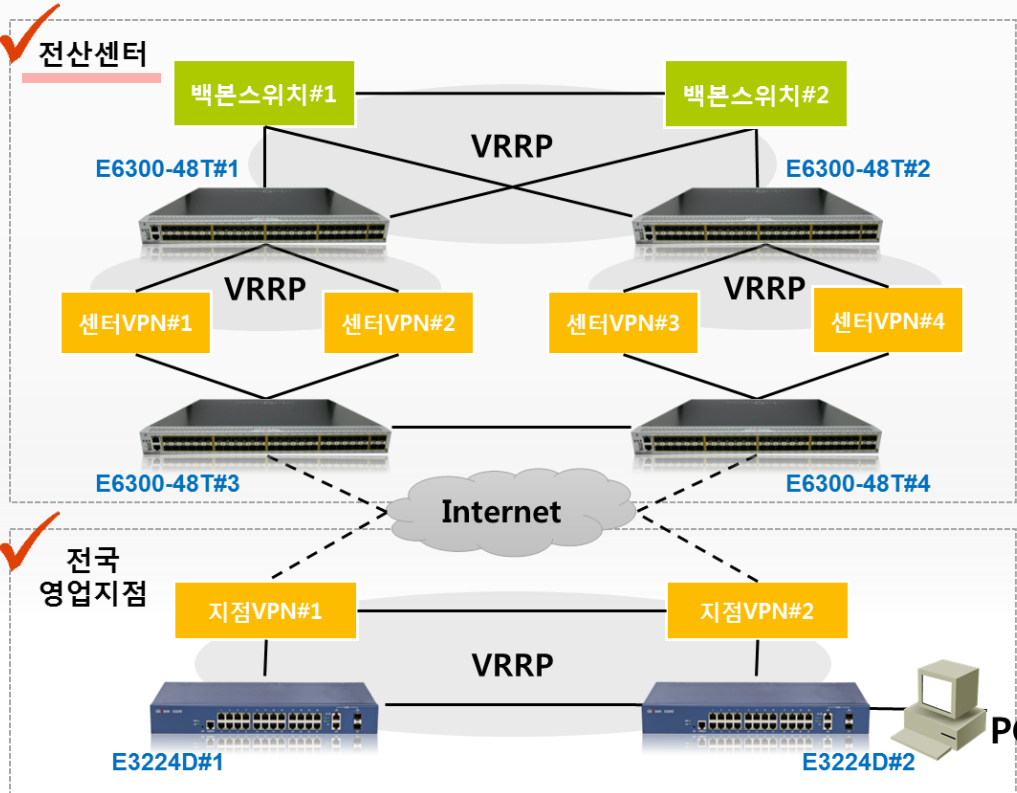 전산센터
백본스위치#1
백본스위치#2
VRRP
E6300-48T#1
E6300-48T#2
VRRP
VRRP
센터VPN#1
센터VPN#2
센터VPN#3
센터VPN#4
E6300-48T#3
E6300-48T#4
Internet
전국
영업지점
지점VPN#1
지점VPN#2
VRRP
E3224D#1
E3224D#2
PC